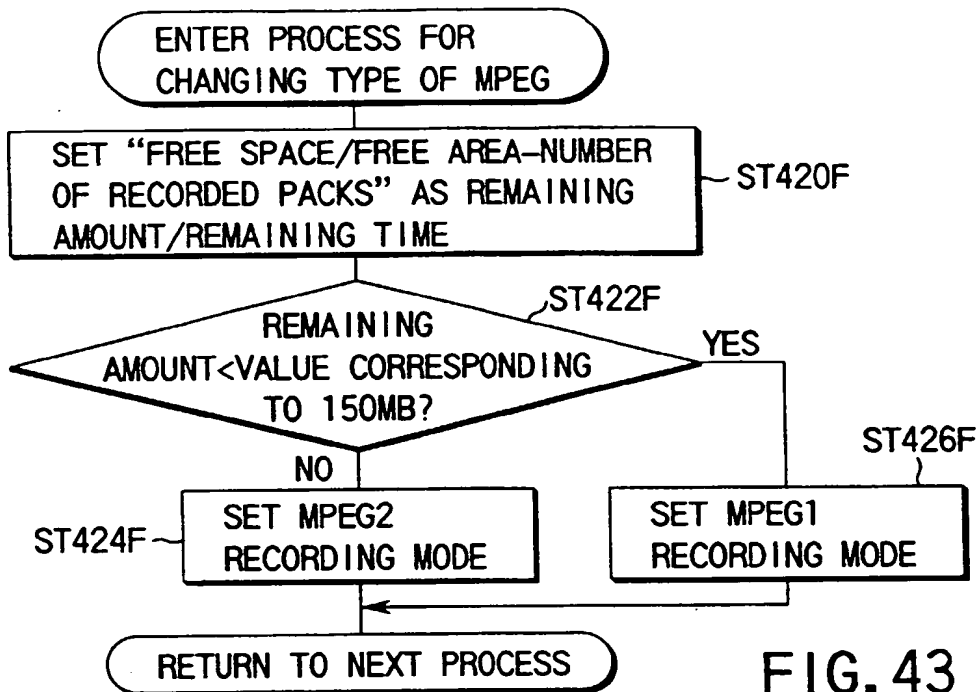 ENTER PROCESS FOR
CHANGING TYPE OF MPEG
SET “FREE SPACE/FREE AREA-NUMBER
OF RECORDED PACKS” AS REMAINING
AMOUNT/REMAINING TIME
ST420F
ST422F
REMAINING
AMOUNT<VALUE CORRESPONDING
TO 150MB?
YES
NO
ST426F
ST424F
SET MPEG2
RECORDING MODE
SET MPEG1
RECORDING MODE
RETURN TO NEXT PROCESS
FIG. 43